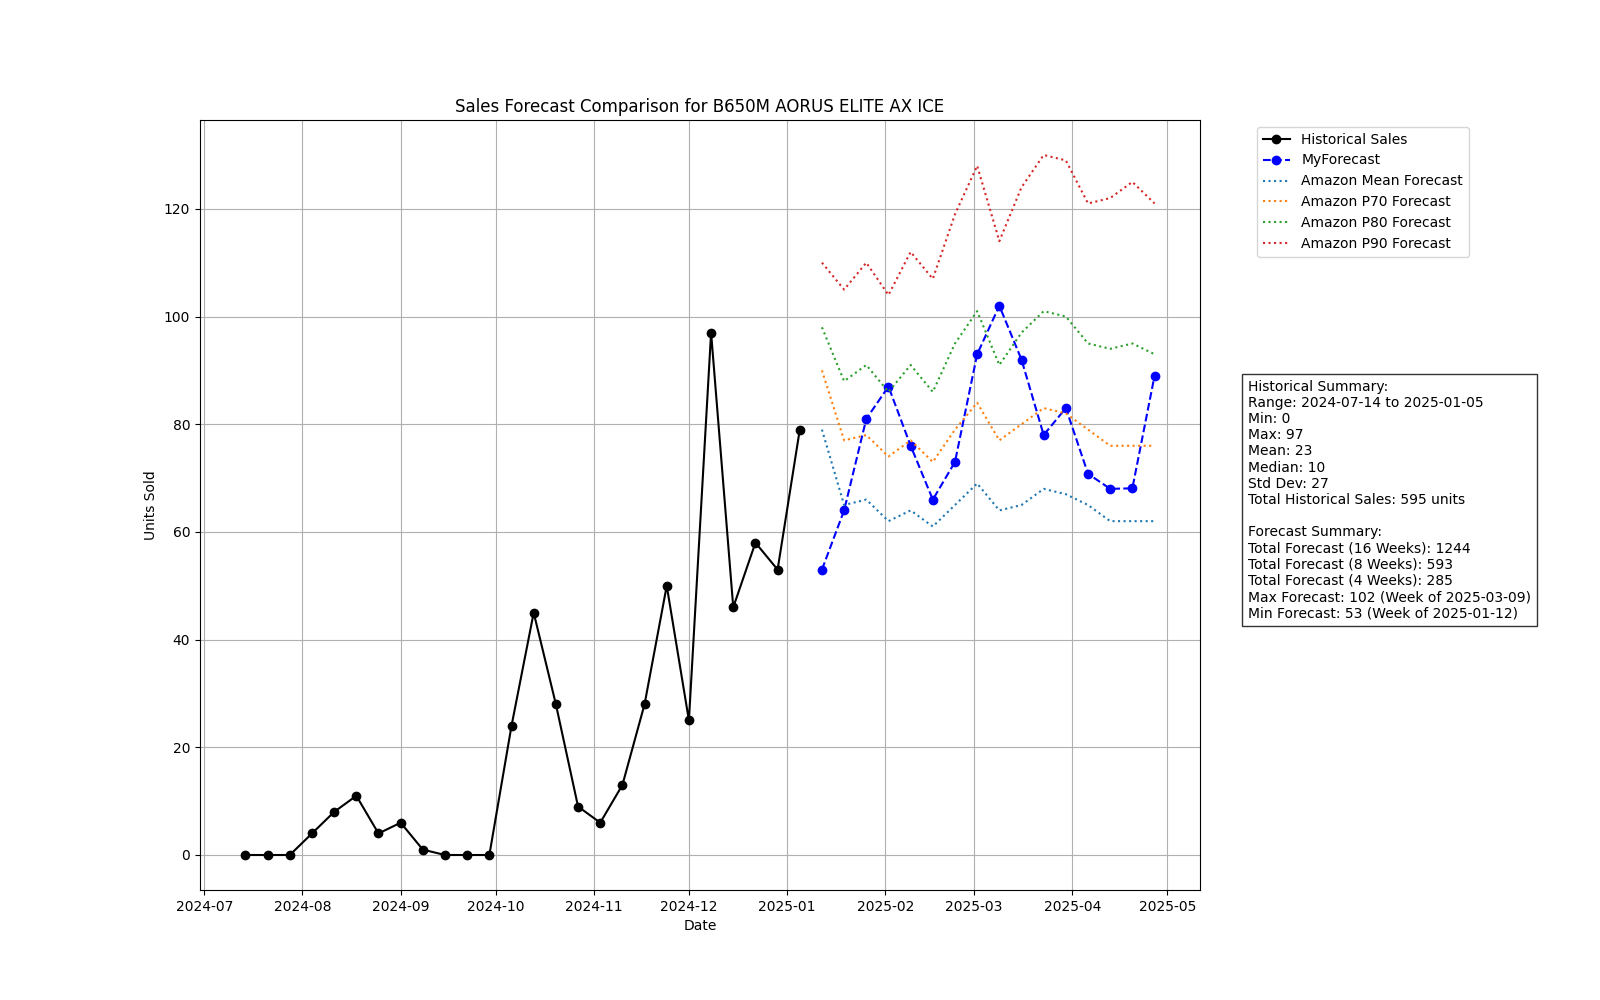 Sales Forecast Comparison for B650M AORUS ELITE AX ICE
Units Sold
120
100
80
60
40
20
0
2024-07
2024-08
2024-09
2024-10
2024-11
2024-12
2025-01
2025-02
2025-03
2025-04
2025-05
Date
Historical Sales
MyForecast
Amazon Mean Forecast
Amazon P70 Forecast
Amazon P80 Forecast
Amazon P90 Forecast
Historical Summary:
Range: 2024-07-14 to 2025-01-05
Min: 0
Max: 97
Mean: 23
Median: 10
Std Dev: 27
Total Historical Sales: 595 units
Forecast Summary:
Total Forecast (16 Weeks): 1244
Total Forecast (8 Weeks): 593
Total Forecast (4 Weeks): 285
Max Forecast: 102 (Week of 2025-03-09)
Min Forecast: 53 (Week of 2025-01-12)